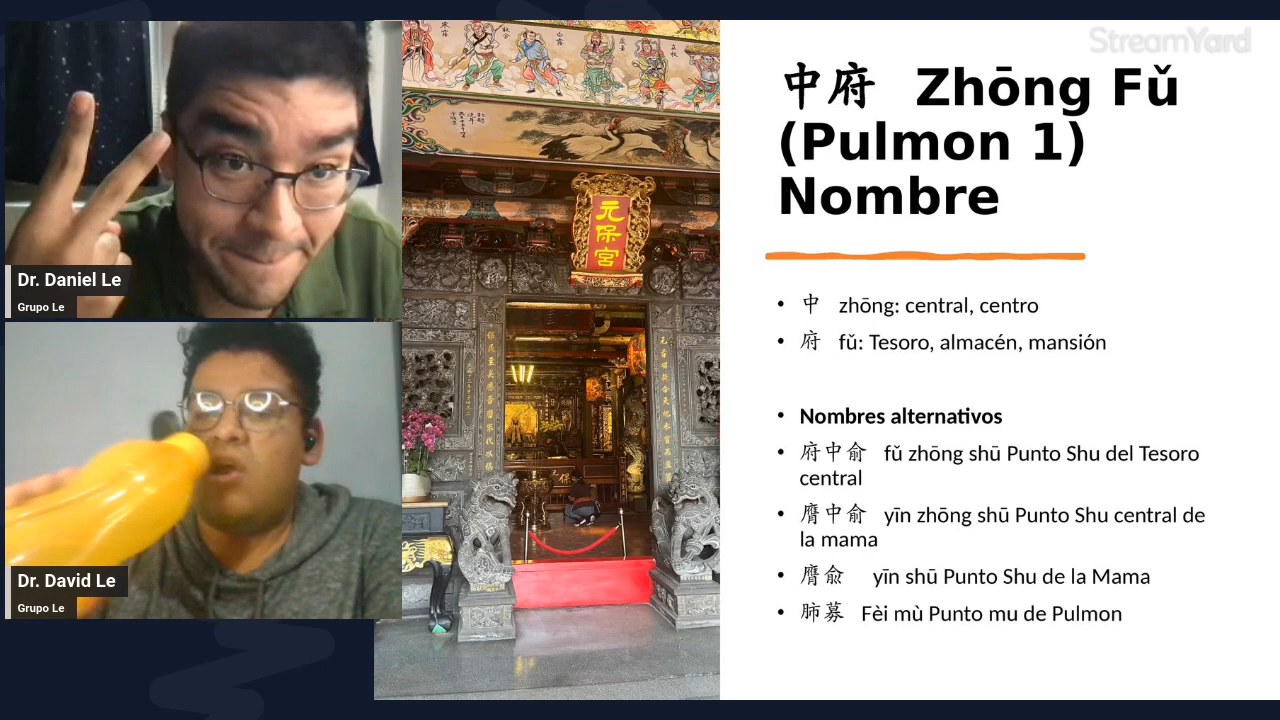 StreamYard
中府 Zhōng Fǔ
(Pulmon 1)
Nombre
• 中 zhōng: central, centro
• 府 fǔ: Tesoro, almacén, mansión
• Nombres alternativos
• 府中俞 fǔ zhōng shū Punto Shu del Tesoro
central
• 膺中俞 yīn zhōng shū Punto Shu central de
la mama
• 膺俞 yīn shū Punto Shu de la Mama
• 肺募 Fèi mù Punto mu de Pulmon
元保宮
Dr. Daniel Le
Grupo Le
Dr. David Le
Grupo Le